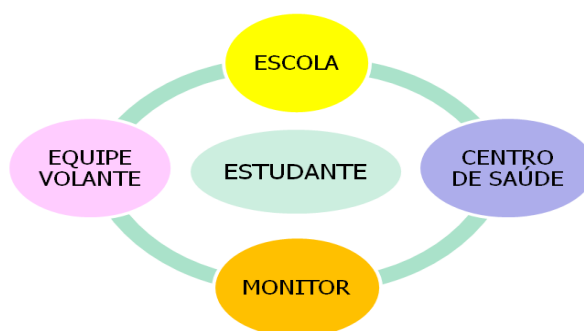 ESCOLA
EQUIPE
VOLANTE
ESTUDANTE
CENTRO
DE SAÚDE
MONITOR